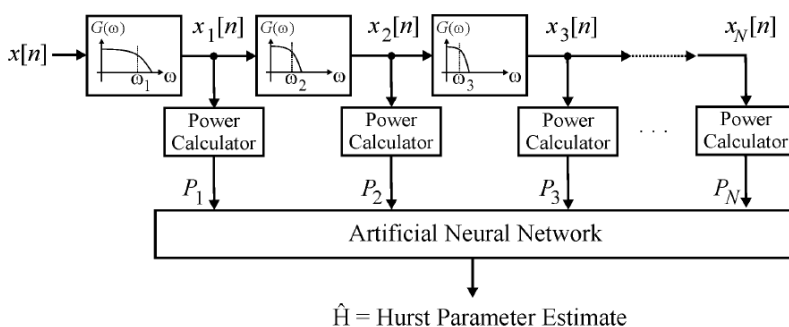 x[n]
G(ω)
ω
ω1
x1[n]
G(ω)
ω
ω2
x2[n]
G(ω)
ω
ω3
x3[n]
xN[n]
Power
Calculator
Power
Calculator
Power
Calculator
. . .
Power
Calculator
P1
P2
P3
PN
Artificial Neural Network
Ĥ = Hurst Parameter Estimate